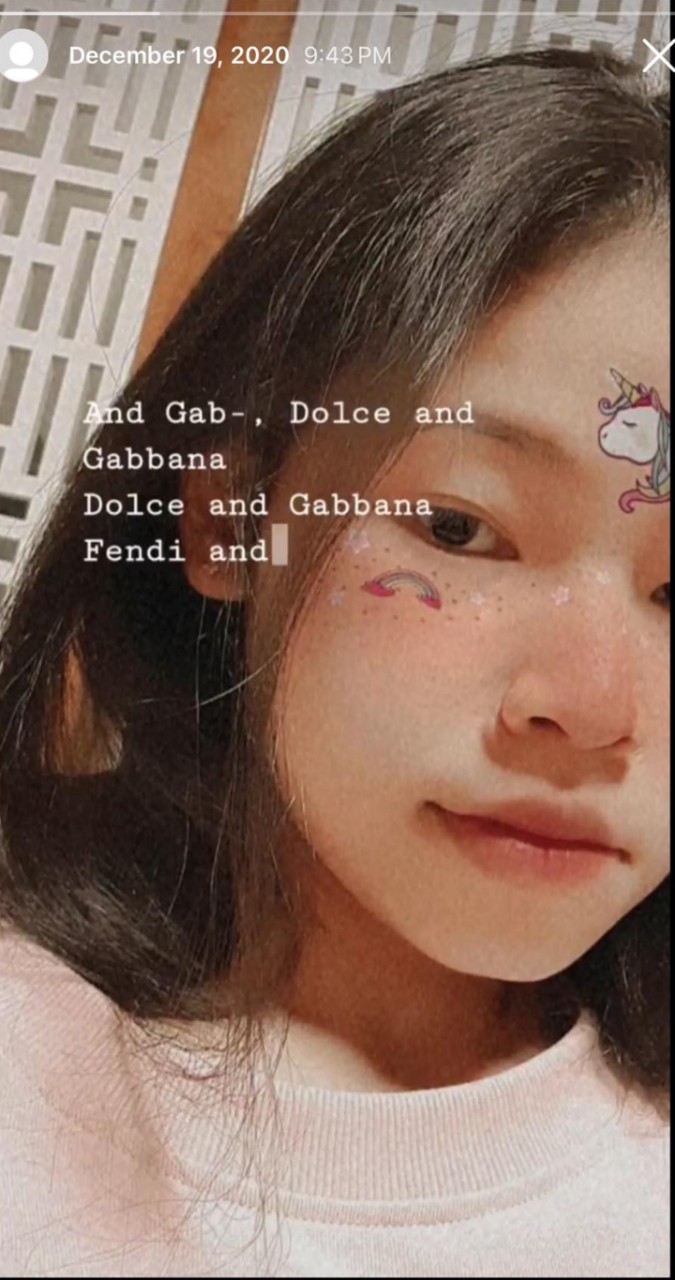 December 19, 2020 9:43 PM
And Gab-, Dolce and
Gabbana
Dolce and Gabbana
Fendi and